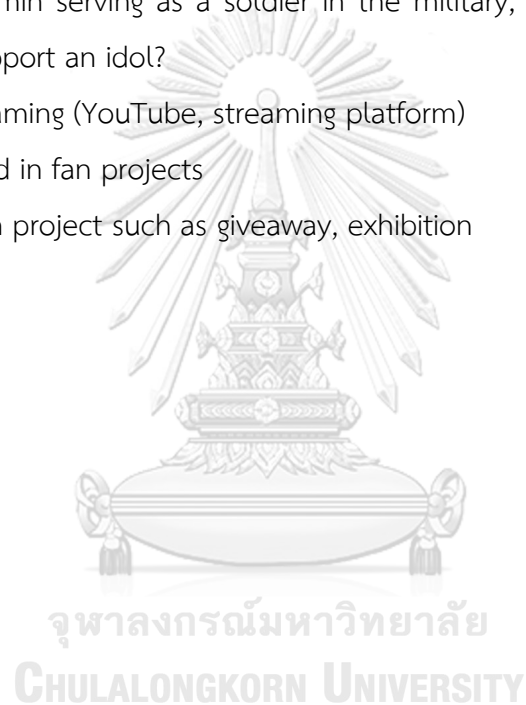 min serving as a soldier in the military,
pport an idol?
aming (YouTube, streaming platform)
d in fan projects
n project such as giveaway, exhibition
จุฬาลงกรณ์มหาวิทยาลัย
CHULALONGKORN UNIVERSITY